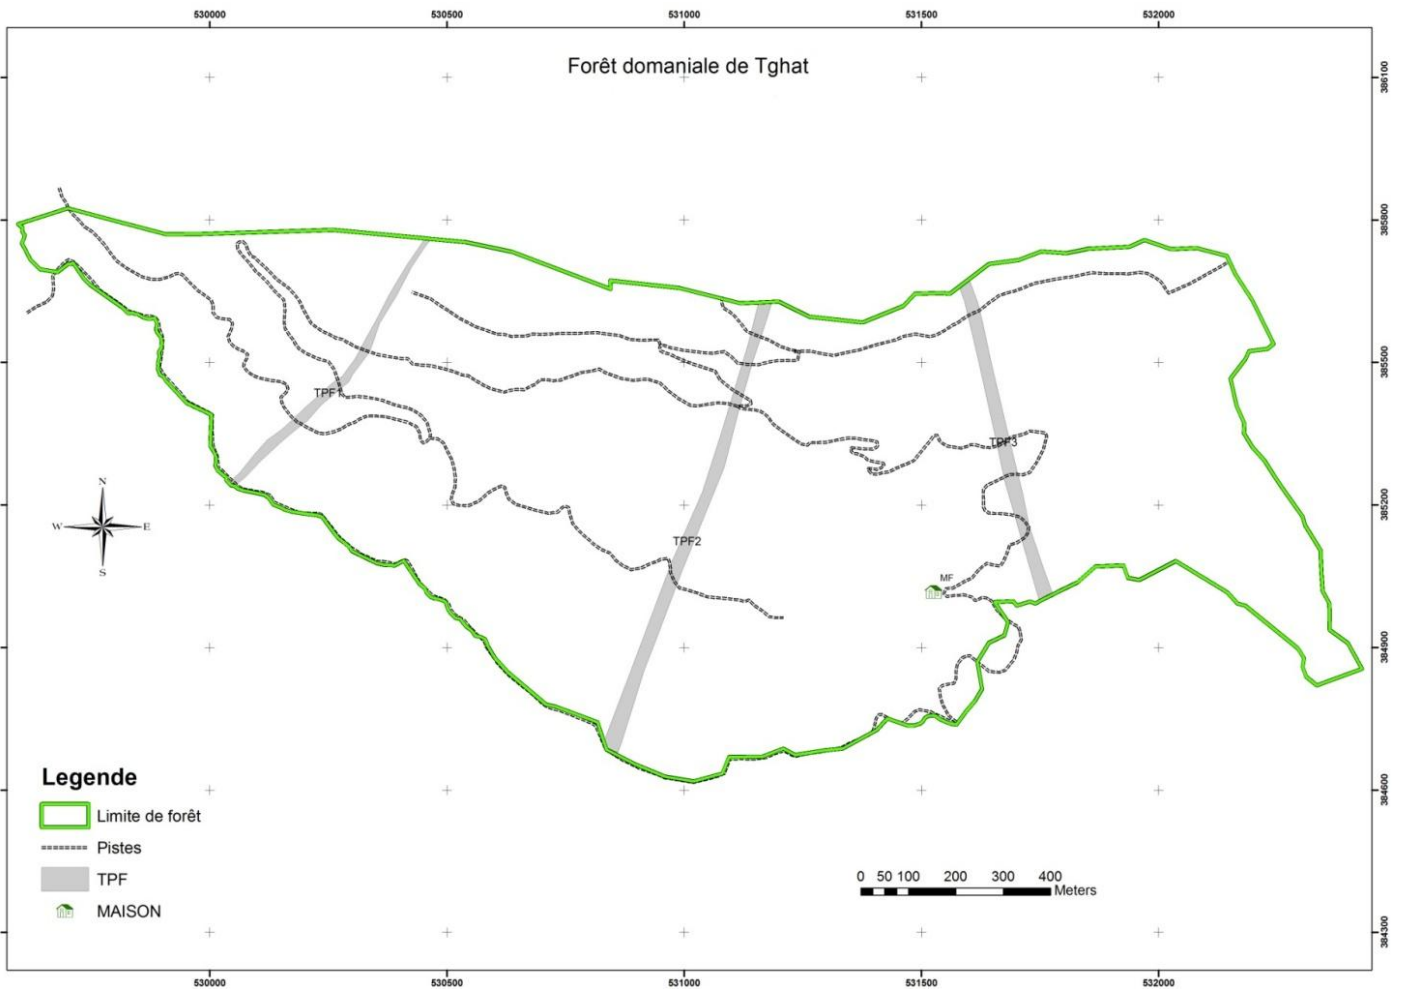 530000 530500 531000 531500 532000
Forêt domaniale de Tghat
386100
385800
385500
385200
384900
384600
384300
TPF1
TPF3
TPF2
MF
N
W E
S
Legende
Limite de forêt
Pistes
TPF
MAISON
0 50 100 200 300 400
Meters
530000 530500 531000 531500 532000